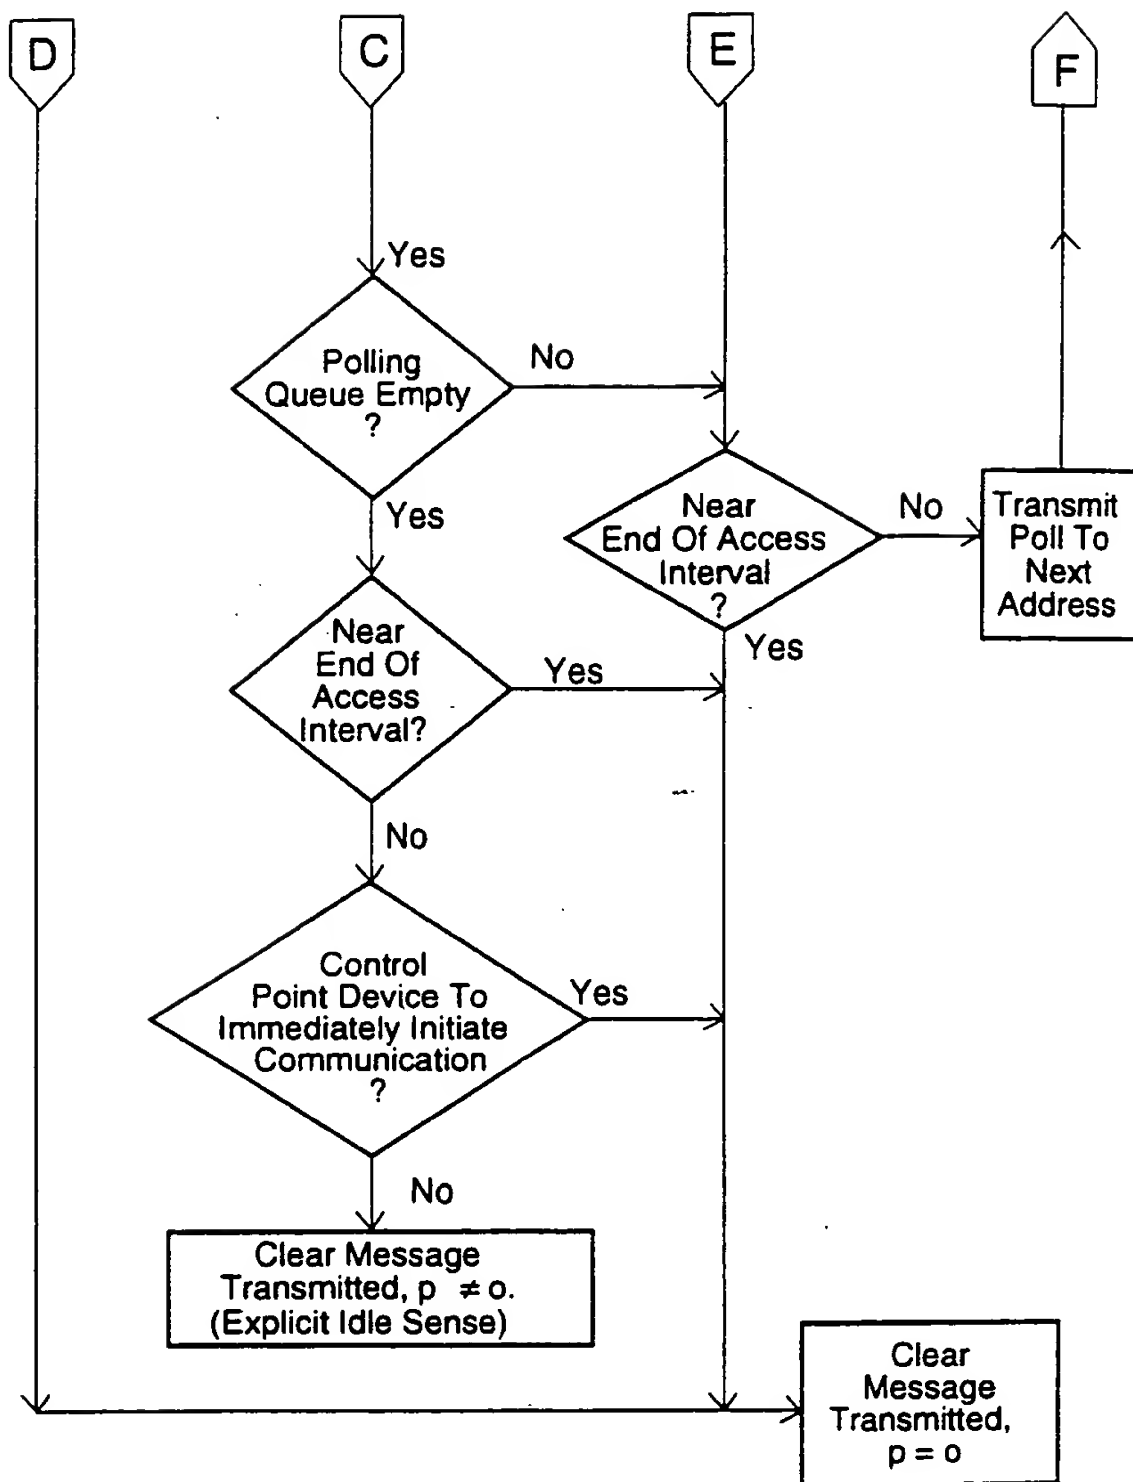 D
C
E
F
Yes
Polling
Queue Empty
?
No
Yes
Near
End Of Access
Interval
?
No
Transmit
Poll To
Next
Address
Yes
Near
End Of
Access
Interval?
Yes
No
Control
Point Device To
Immediately Initiate
Communication
?
Yes
No
Clear Message
Transmitted, p ≠ o.
(Explicit Idle Sense)
Clear
Message
Transmitted,
p = o